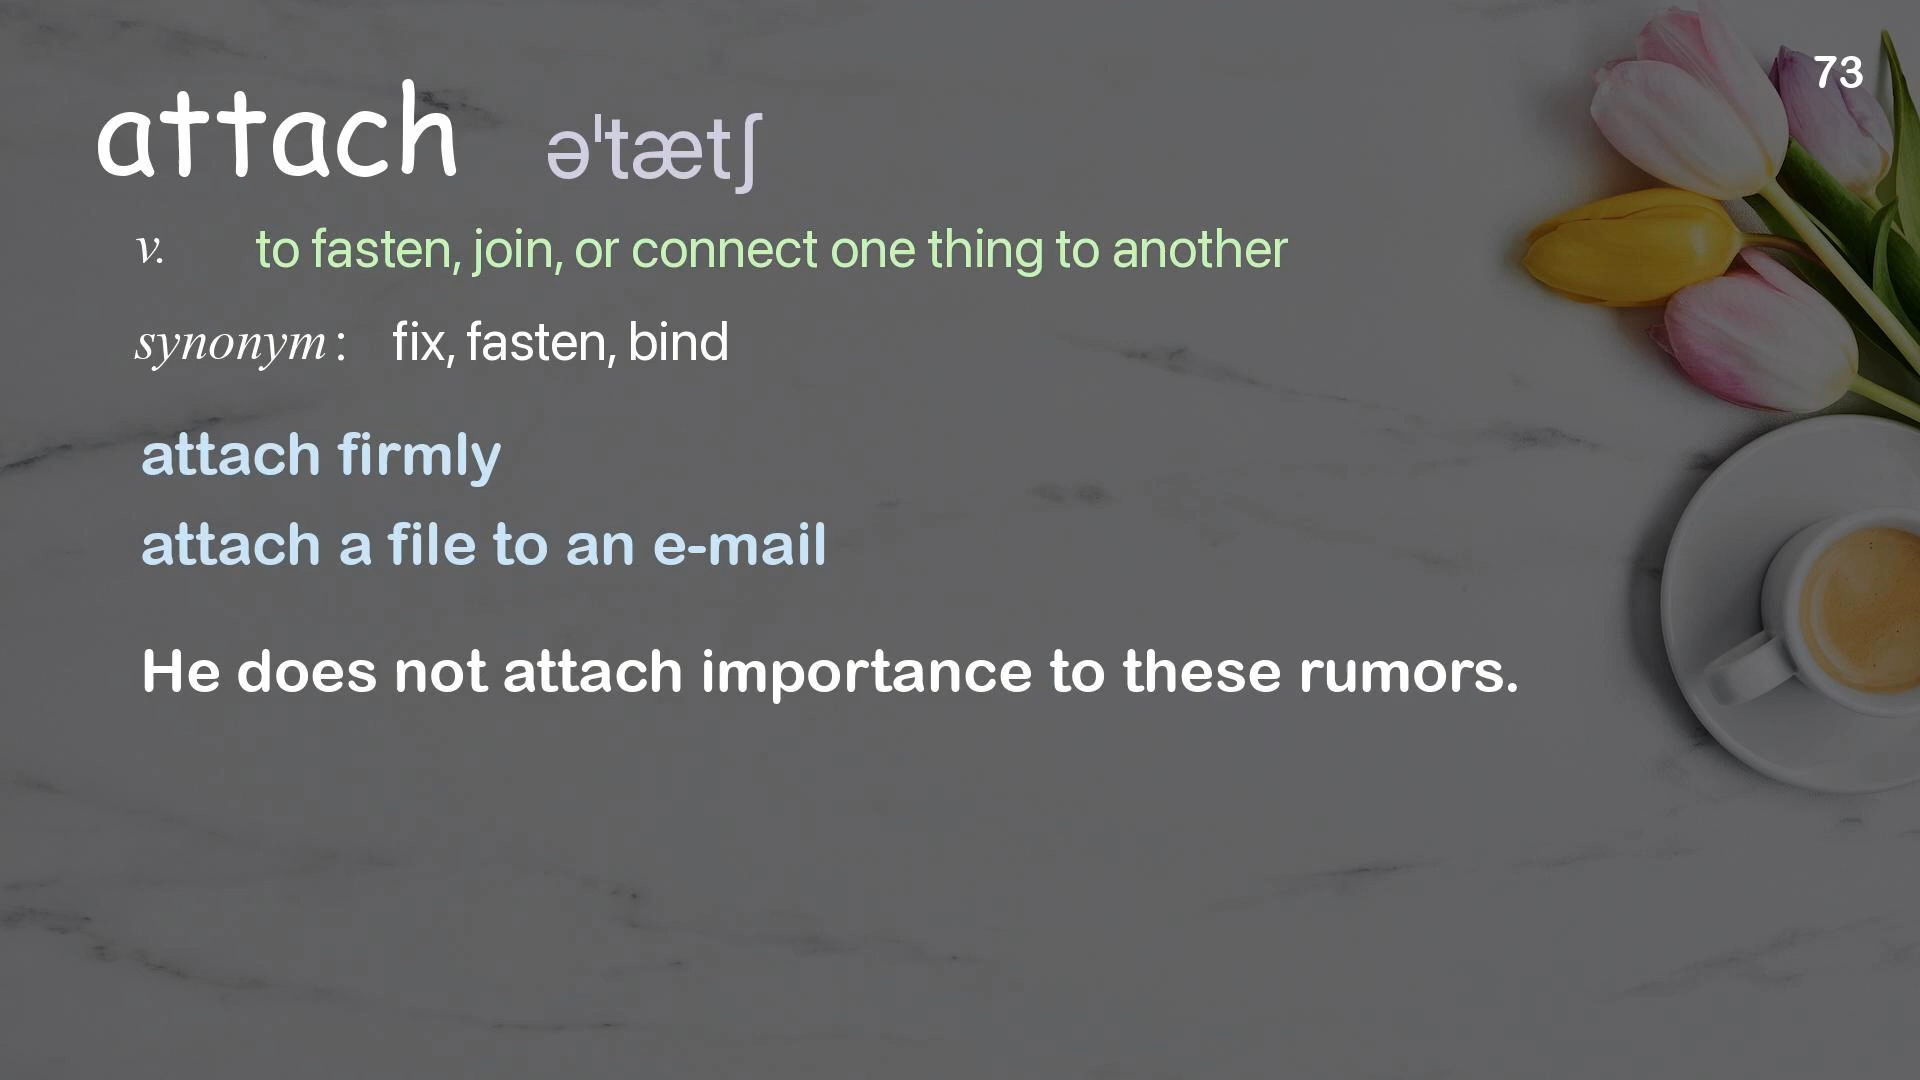 73
attach əˈtætʃ
v. to fasten, join, or connect one thing to another
synonym : fix, fasten, bind
attach firmly
attach a file to an e-mail
He does not attach importance to these rumors.